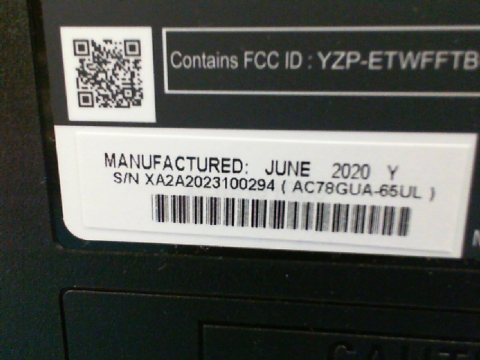 Contains FCC ID : YZP-ETWFFTB
MANUFACTURED: JUNE 2020 Y
S/N XA2A2023100294 ( AC78GUA-65UL )